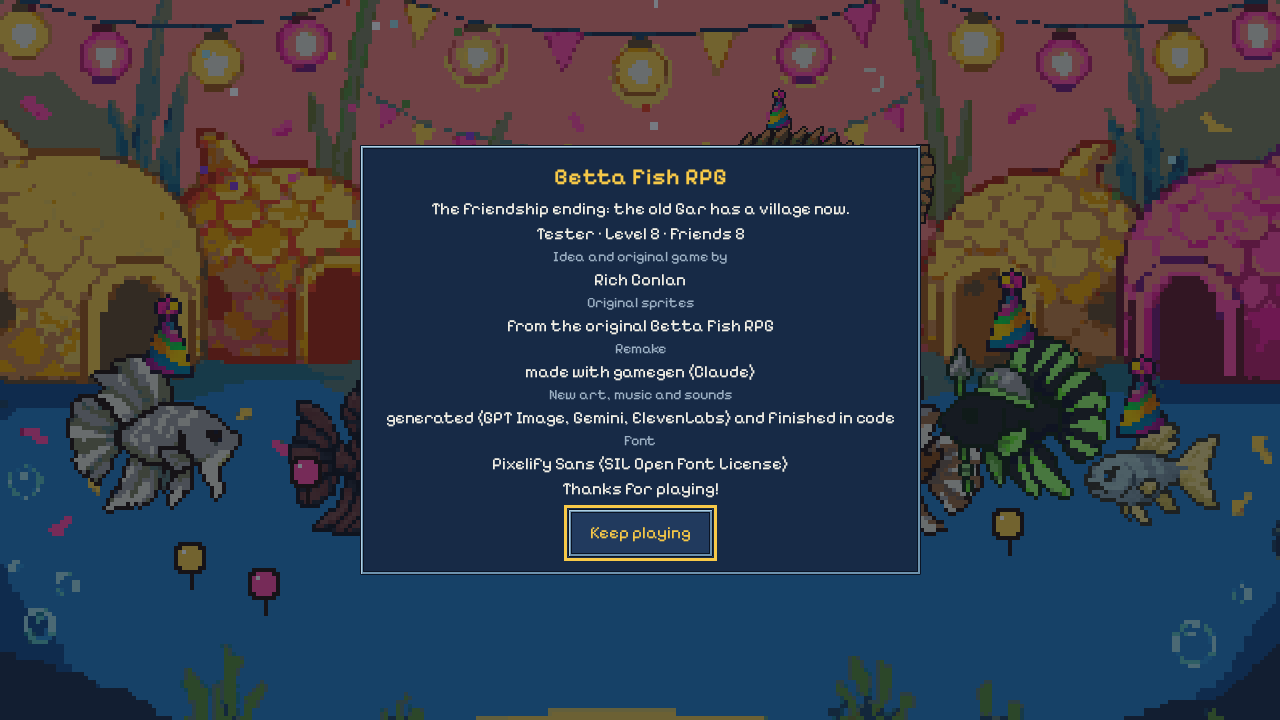 Betta Fish RPG
The friendship ending: the old Gar has a village now.
Tester · Level 8 · Friends 8
Idea and original game by
Rich Conlan
Original sprites
from the original Betta Fish RPG
Remake
made with gamegen (Claude)
New art, music and sounds
generated (GPT Image, Gemini, ElevenLabs) and finished in code
Font
Pixelify Sans (SIL Open Font License)
Thanks for playing!
Keep playing